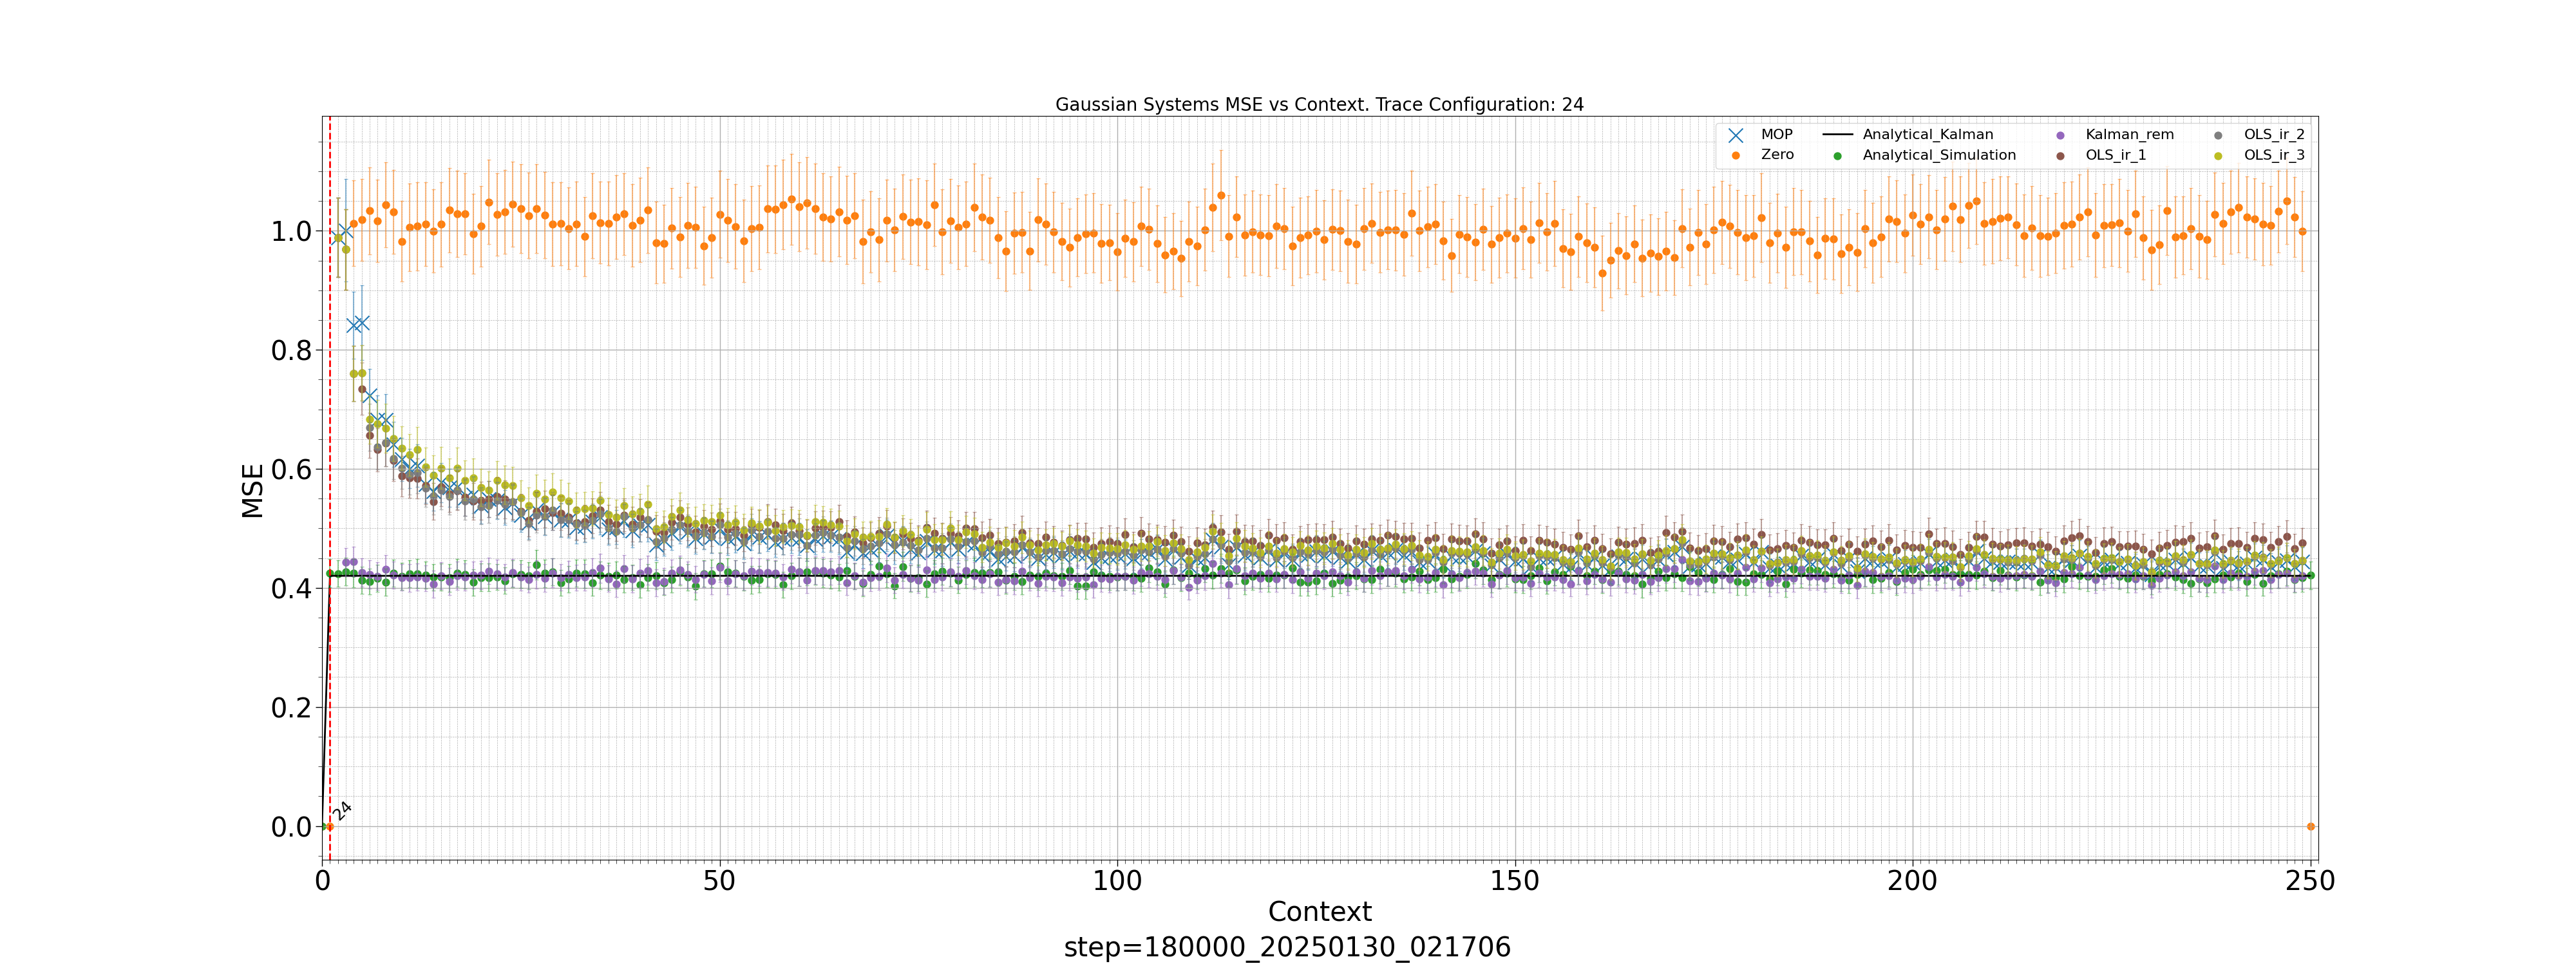 Gaussian Systems MSE vs Context. Trace Configuration: 24
MOP
Zero
Analytical_Kalman
Analytical_Simulation
Kalman_rem
OLS_ir_1
OLS_ir_2
OLS_ir_3
MSE
1.0
0.8
0.6
0.4
0.2
0.0
24
0 50 100 150 200 250
Context
step=180000_20250130_021706